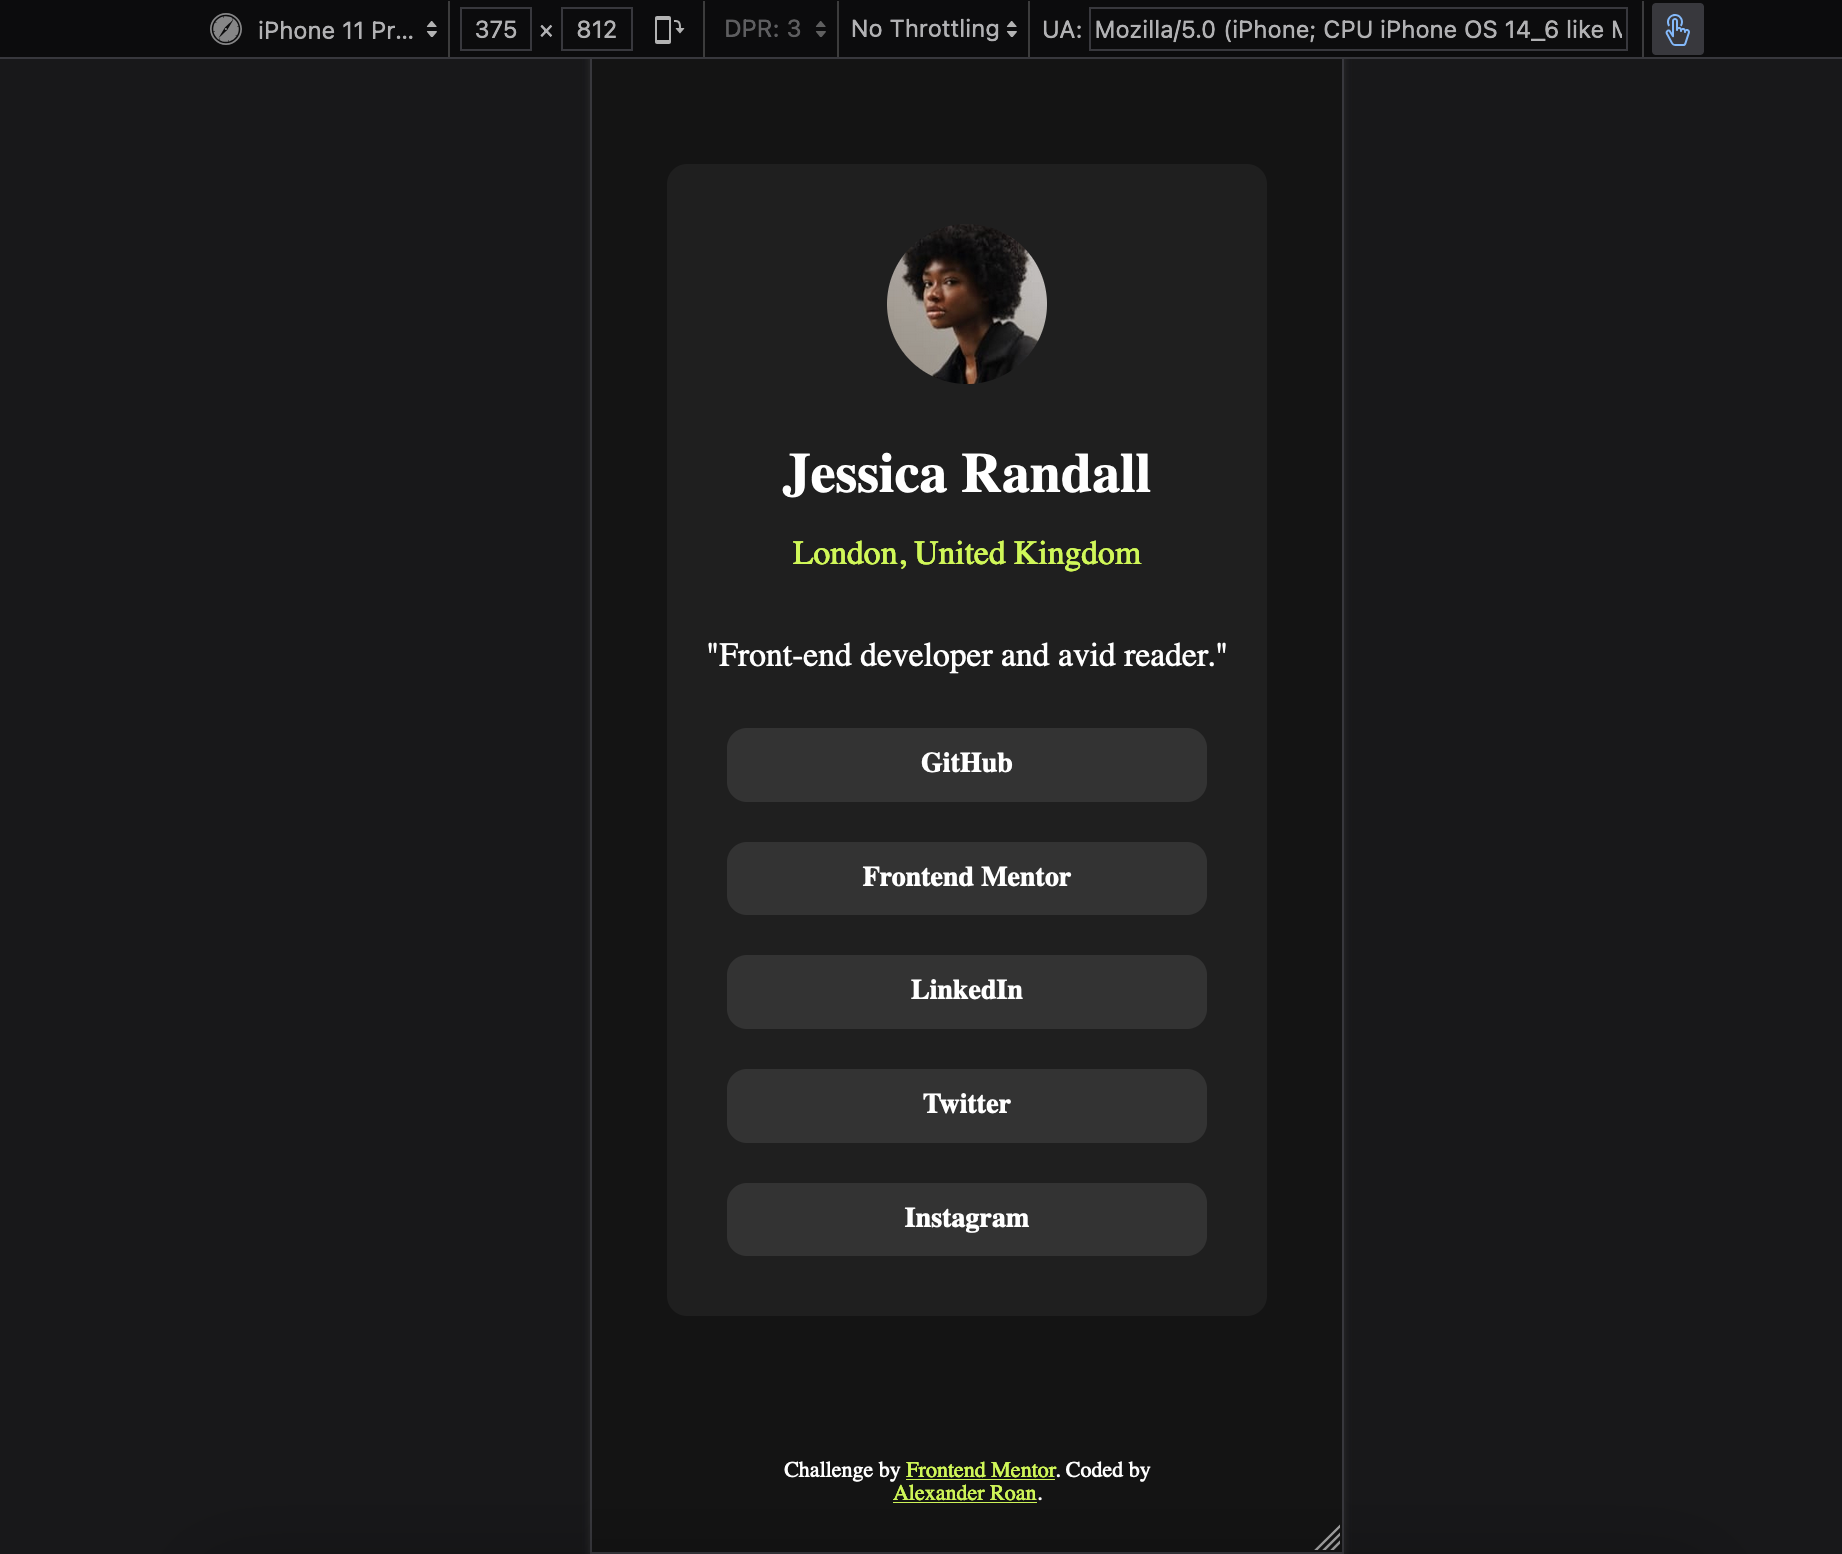 iPhone 11 Pr... 375 × 812 DPR: 3 No Throttling UA: Mozilla/5.0 (iPhone; CPU iPhone OS 14_6 like
Jessica Randall
London, United Kingdom
"Front-end developer and avid reader."
GitHub
Frontend Mentor
LinkedIn
Twitter
Instagram
Challenge by Frontend Mentor. Coded by
Alexander Roan.